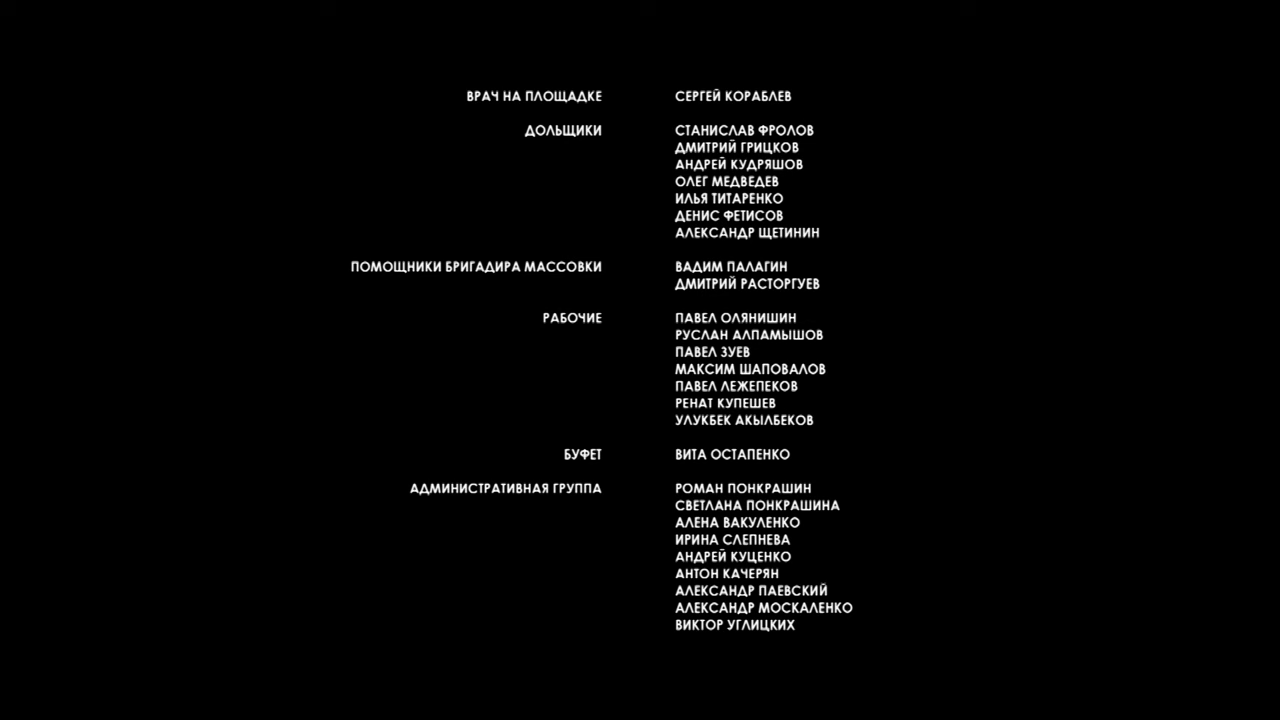 ВРАЧ НА ПЛОЩАДКЕ СЕРГЕЙ КОРАБЛЕВ
ДОЛЬЩИКИ СТАНИСЛАВ ФРОЛОВ
ДМИТРИЙ ГРИЦКОВ
АНДРЕЙ КУДРЯШОВ
ОЛЕГ МЕДВЕДЕВ
ИЛЬЯ ТИТАРЕНКО
ДЕНИС ФЕТИСОВ
АЛЕКСАНДР ЩЕТИНИН
ПОМОЩНИКИ БРИГАДИРА МАССОВКИ ВАДИМ ПАЛАГИН
ДМИТРИЙ РАСТОРГУЕВ
РАБОЧИЕ ПАВЕЛ ОЛЯНИШИН
РУСЛАН АЛПАМЫШОВ
ПАВЕЛ ЗУЕВ
МАКСИМ ШАПОВАЛОВ
ПАВЕЛ ЛЕЖЕПЕКОВ
РЕНАТ КУПЕШЕВ
УЛУКБЕК АКЫЛБЕКОВ
БУФЕТ ВИТА ОСТАПЕНКО
АДМИНИСТРАТИВНАЯ ГРУППА РОМАН ПОНКРАШИН
СВЕТЛАНА ПОНКРАШИНА
АЛЕНА ВАКУЛЕНКО
ИРИНА СЛЕПНЕВА
АНДРЕЙ КУЦЕНКО
АНТОН КАЧЕРЯН
АЛЕКСАНДР ПАЕВСКИЙ
АЛЕКСАНДР МОСКАЛЕНКО
ВИКТОР УГЛИЦКИХ